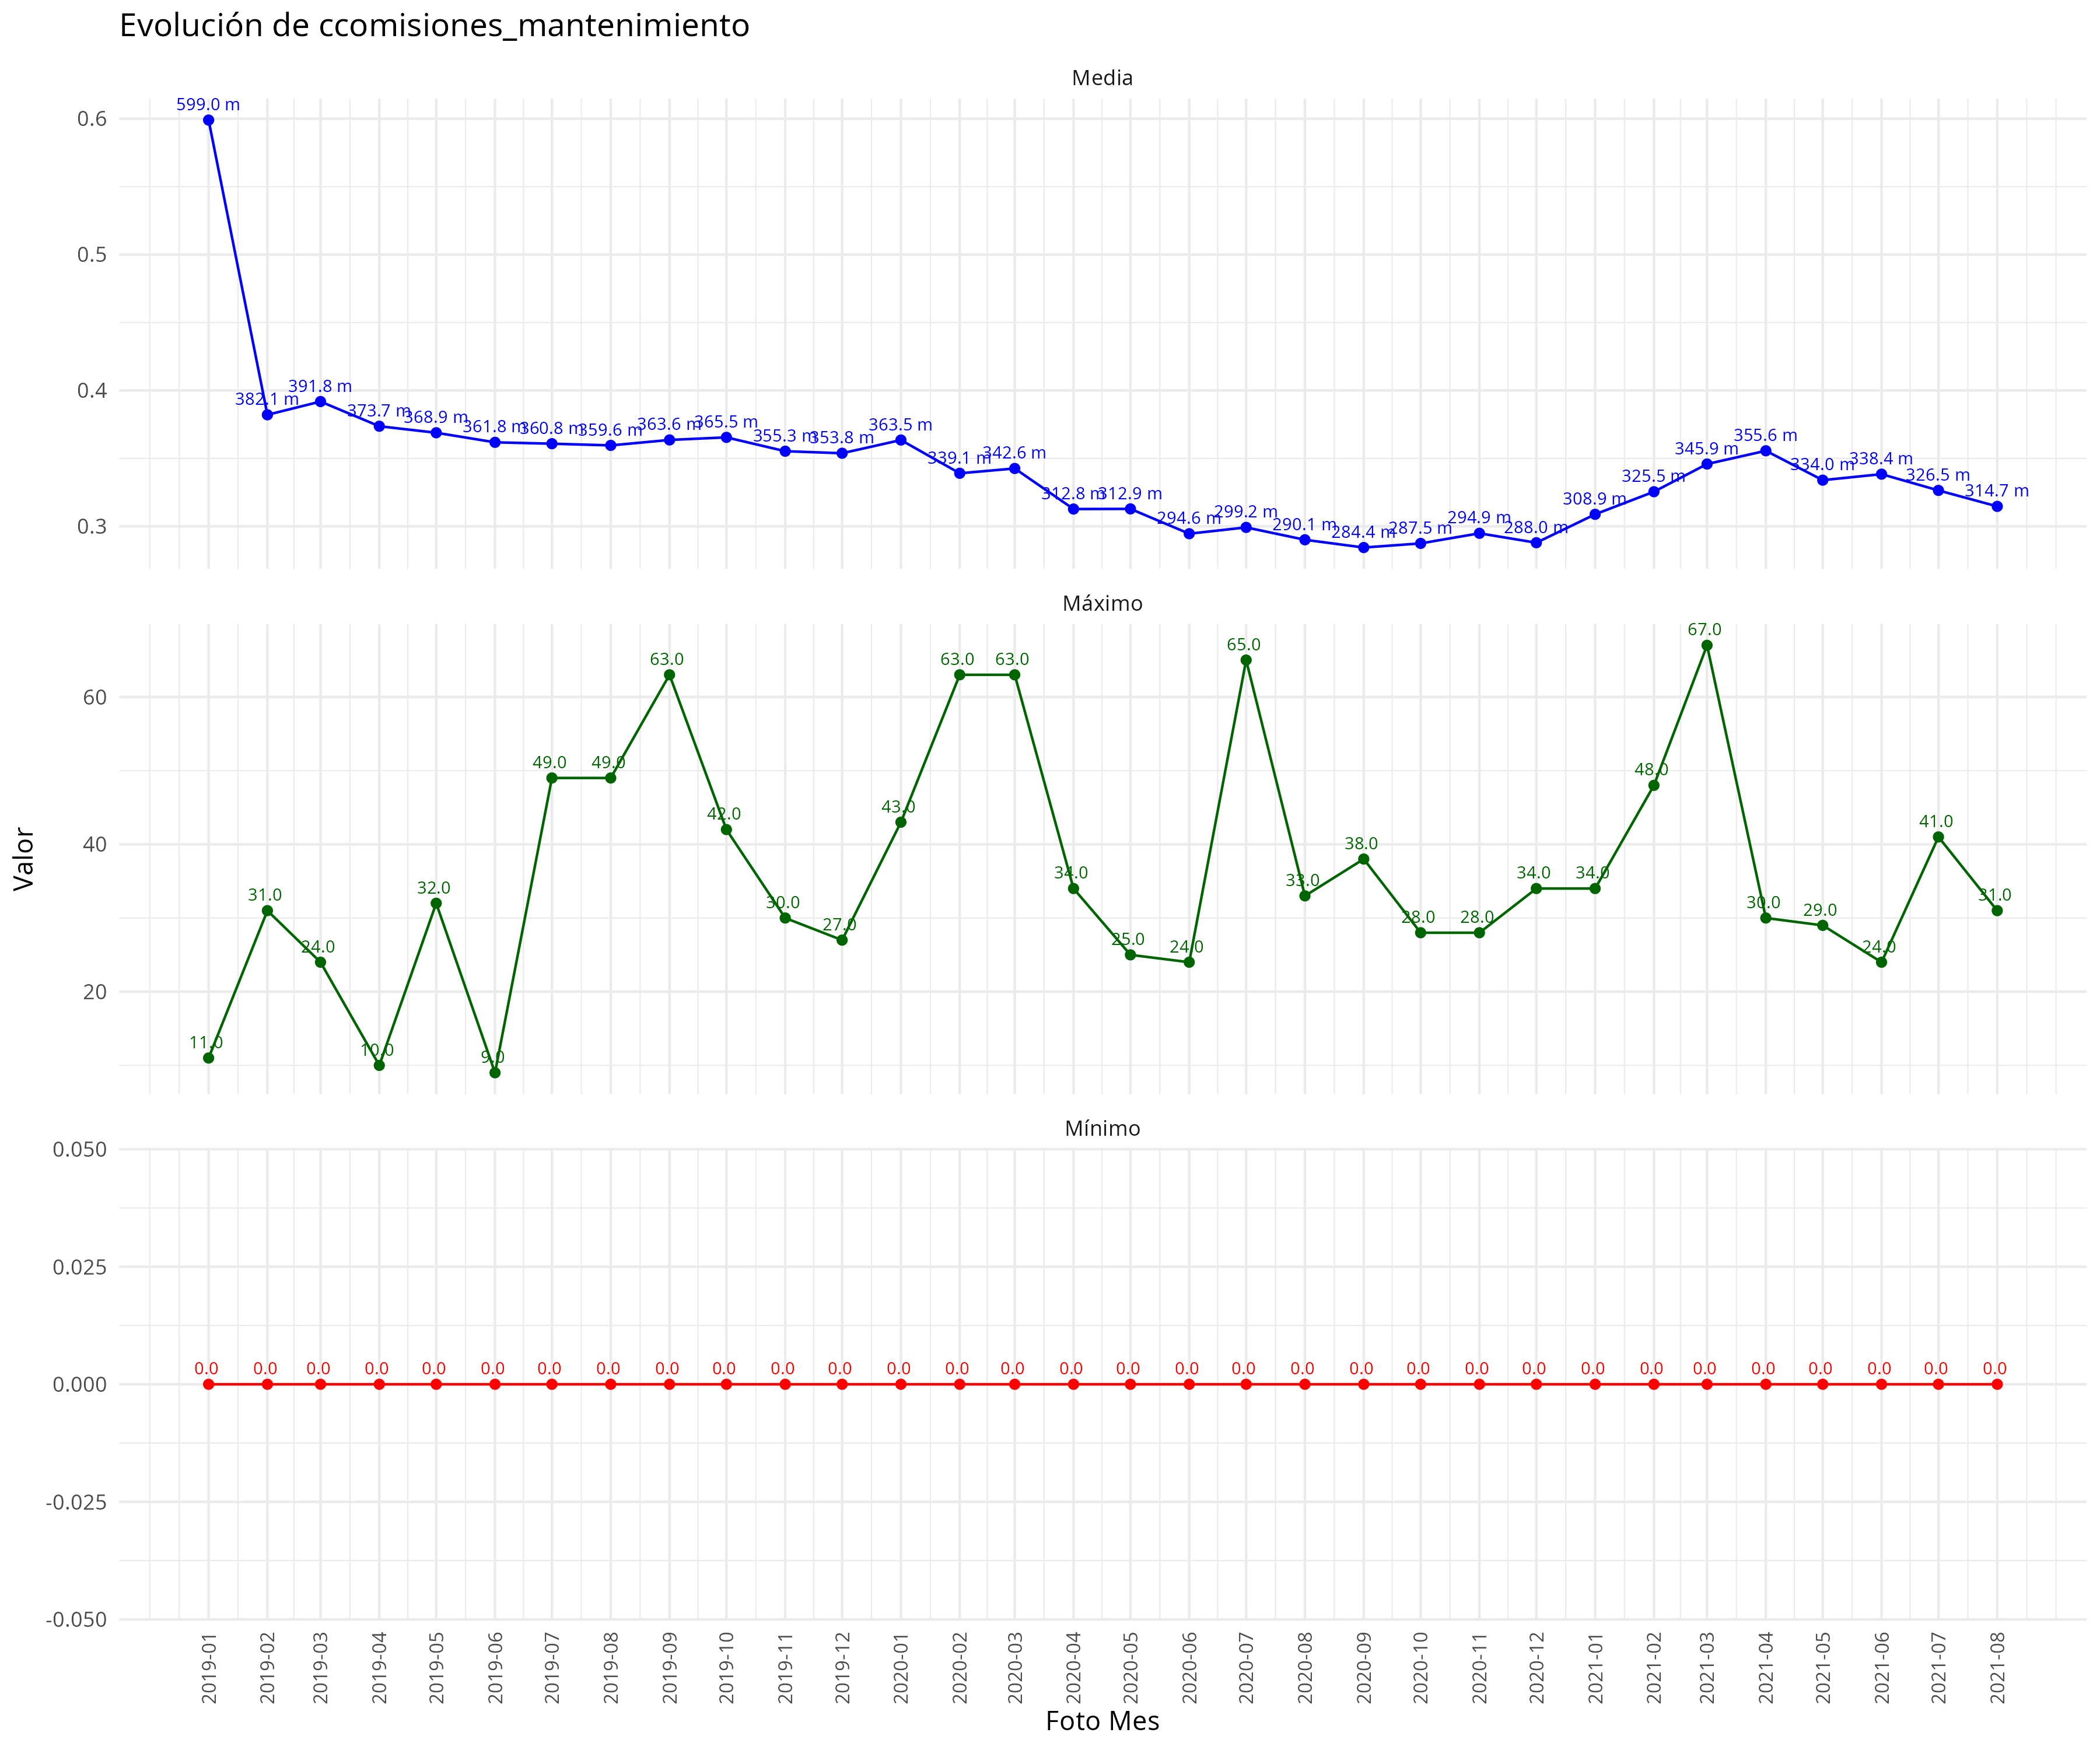 Evolución de ccomisiones_mantenimiento
Media
0.6
0.5
0.4
0.3
599.0 m
382.1 m
391.8 m
373.7 m
368.9 m
361.8 m
360.8 m
359.6 m
363.6 m
365.5 m
355.3 m
353.8 m
363.5 m
339.1 m
342.6 m
312.8 m
312.9 m
294.6 m
299.2 m
290.1 m
284.4 m
287.5 m
294.9 m
288.0 m
308.9 m
325.5 m
345.9 m
355.6 m
334.0 m
338.4 m
326.5 m
314.7 m
Máximo
60
40
20
11.0
31.0
24.0
10.0
32.0
9.0
49.0
49.0
63.0
42.0
30.0
27.0
43.0
63.0
63.0
34.0
25.0
24.0
65.0
33.0
38.0
28.0
28.0
34.0
34.0
48.0
67.0
30.0
29.0
24.0
41.0
31.0
Valor
Mínimo
0.050
0.025
0.000
-0.025
-0.050
0.0 0.0 0.0 0.0 0.0 0.0 0.0 0.0 0.0 0.0 0.0 0.0 0.0 0.0 0.0 0.0 0.0 0.0 0.0 0.0 0.0 0.0 0.0 0.0 0.0 0.0 0.0 0.0 0.0 0.0 0.0 0.0
2019-01
2019-02
2019-03
2019-04
2019-05
2019-06
2019-07
2019-08
2019-09
2019-10
2019-11
2019-12
2020-01
2020-02
2020-03
2020-04
2020-05
2020-06
2020-07
2020-08
2020-09
2020-10
2020-11
2020-12
2021-01
2021-02
2021-03
2021-04
2021-05
2021-06
2021-07
2021-08
Foto Mes